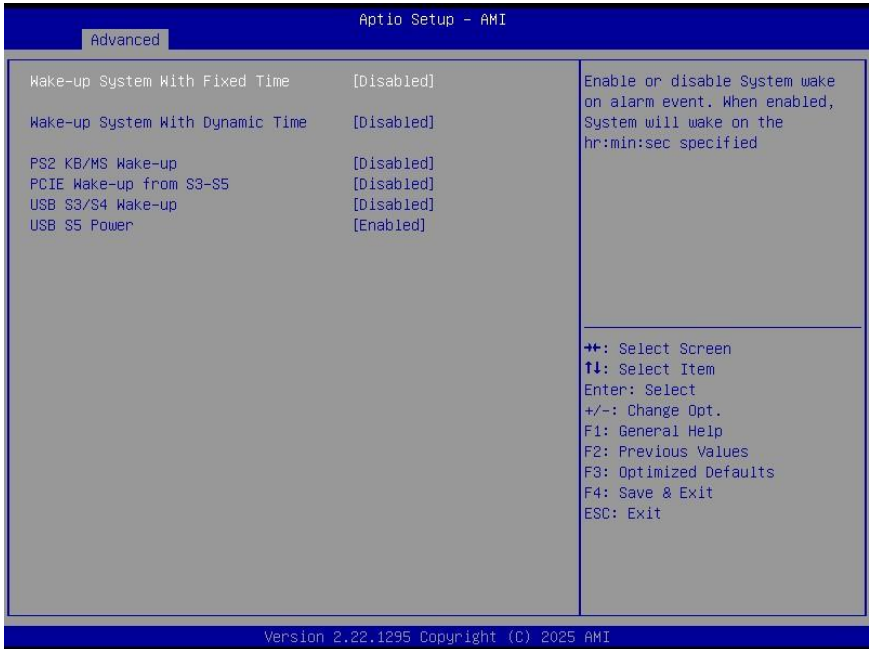 Aptio Setup – AMI
Advanced
Wake-up System With Fixed Time [Disabled]
Wake-up System With Dynamic Time [Disabled]
PS2 KB/MS Wake-up [Disabled]
PCIE Wake-up from S3-S5 [Disabled]
USB S3/S4 Wake-up [Disabled]
USB S5 Power [Enabled]
Enable or disable System wake
on alarm event. When enabled,
System will wake on the
hr:min:sec specified
→←: Select Screen
↑↓: Select Item
Enter: Select
+/-: Change Opt.
F1: General Help
F2: Previous Values
F3: Optimized Defaults
F4: Save & Exit
ESC: Exit
Version 2.22.1295 Copyright (C) 2025 AMI